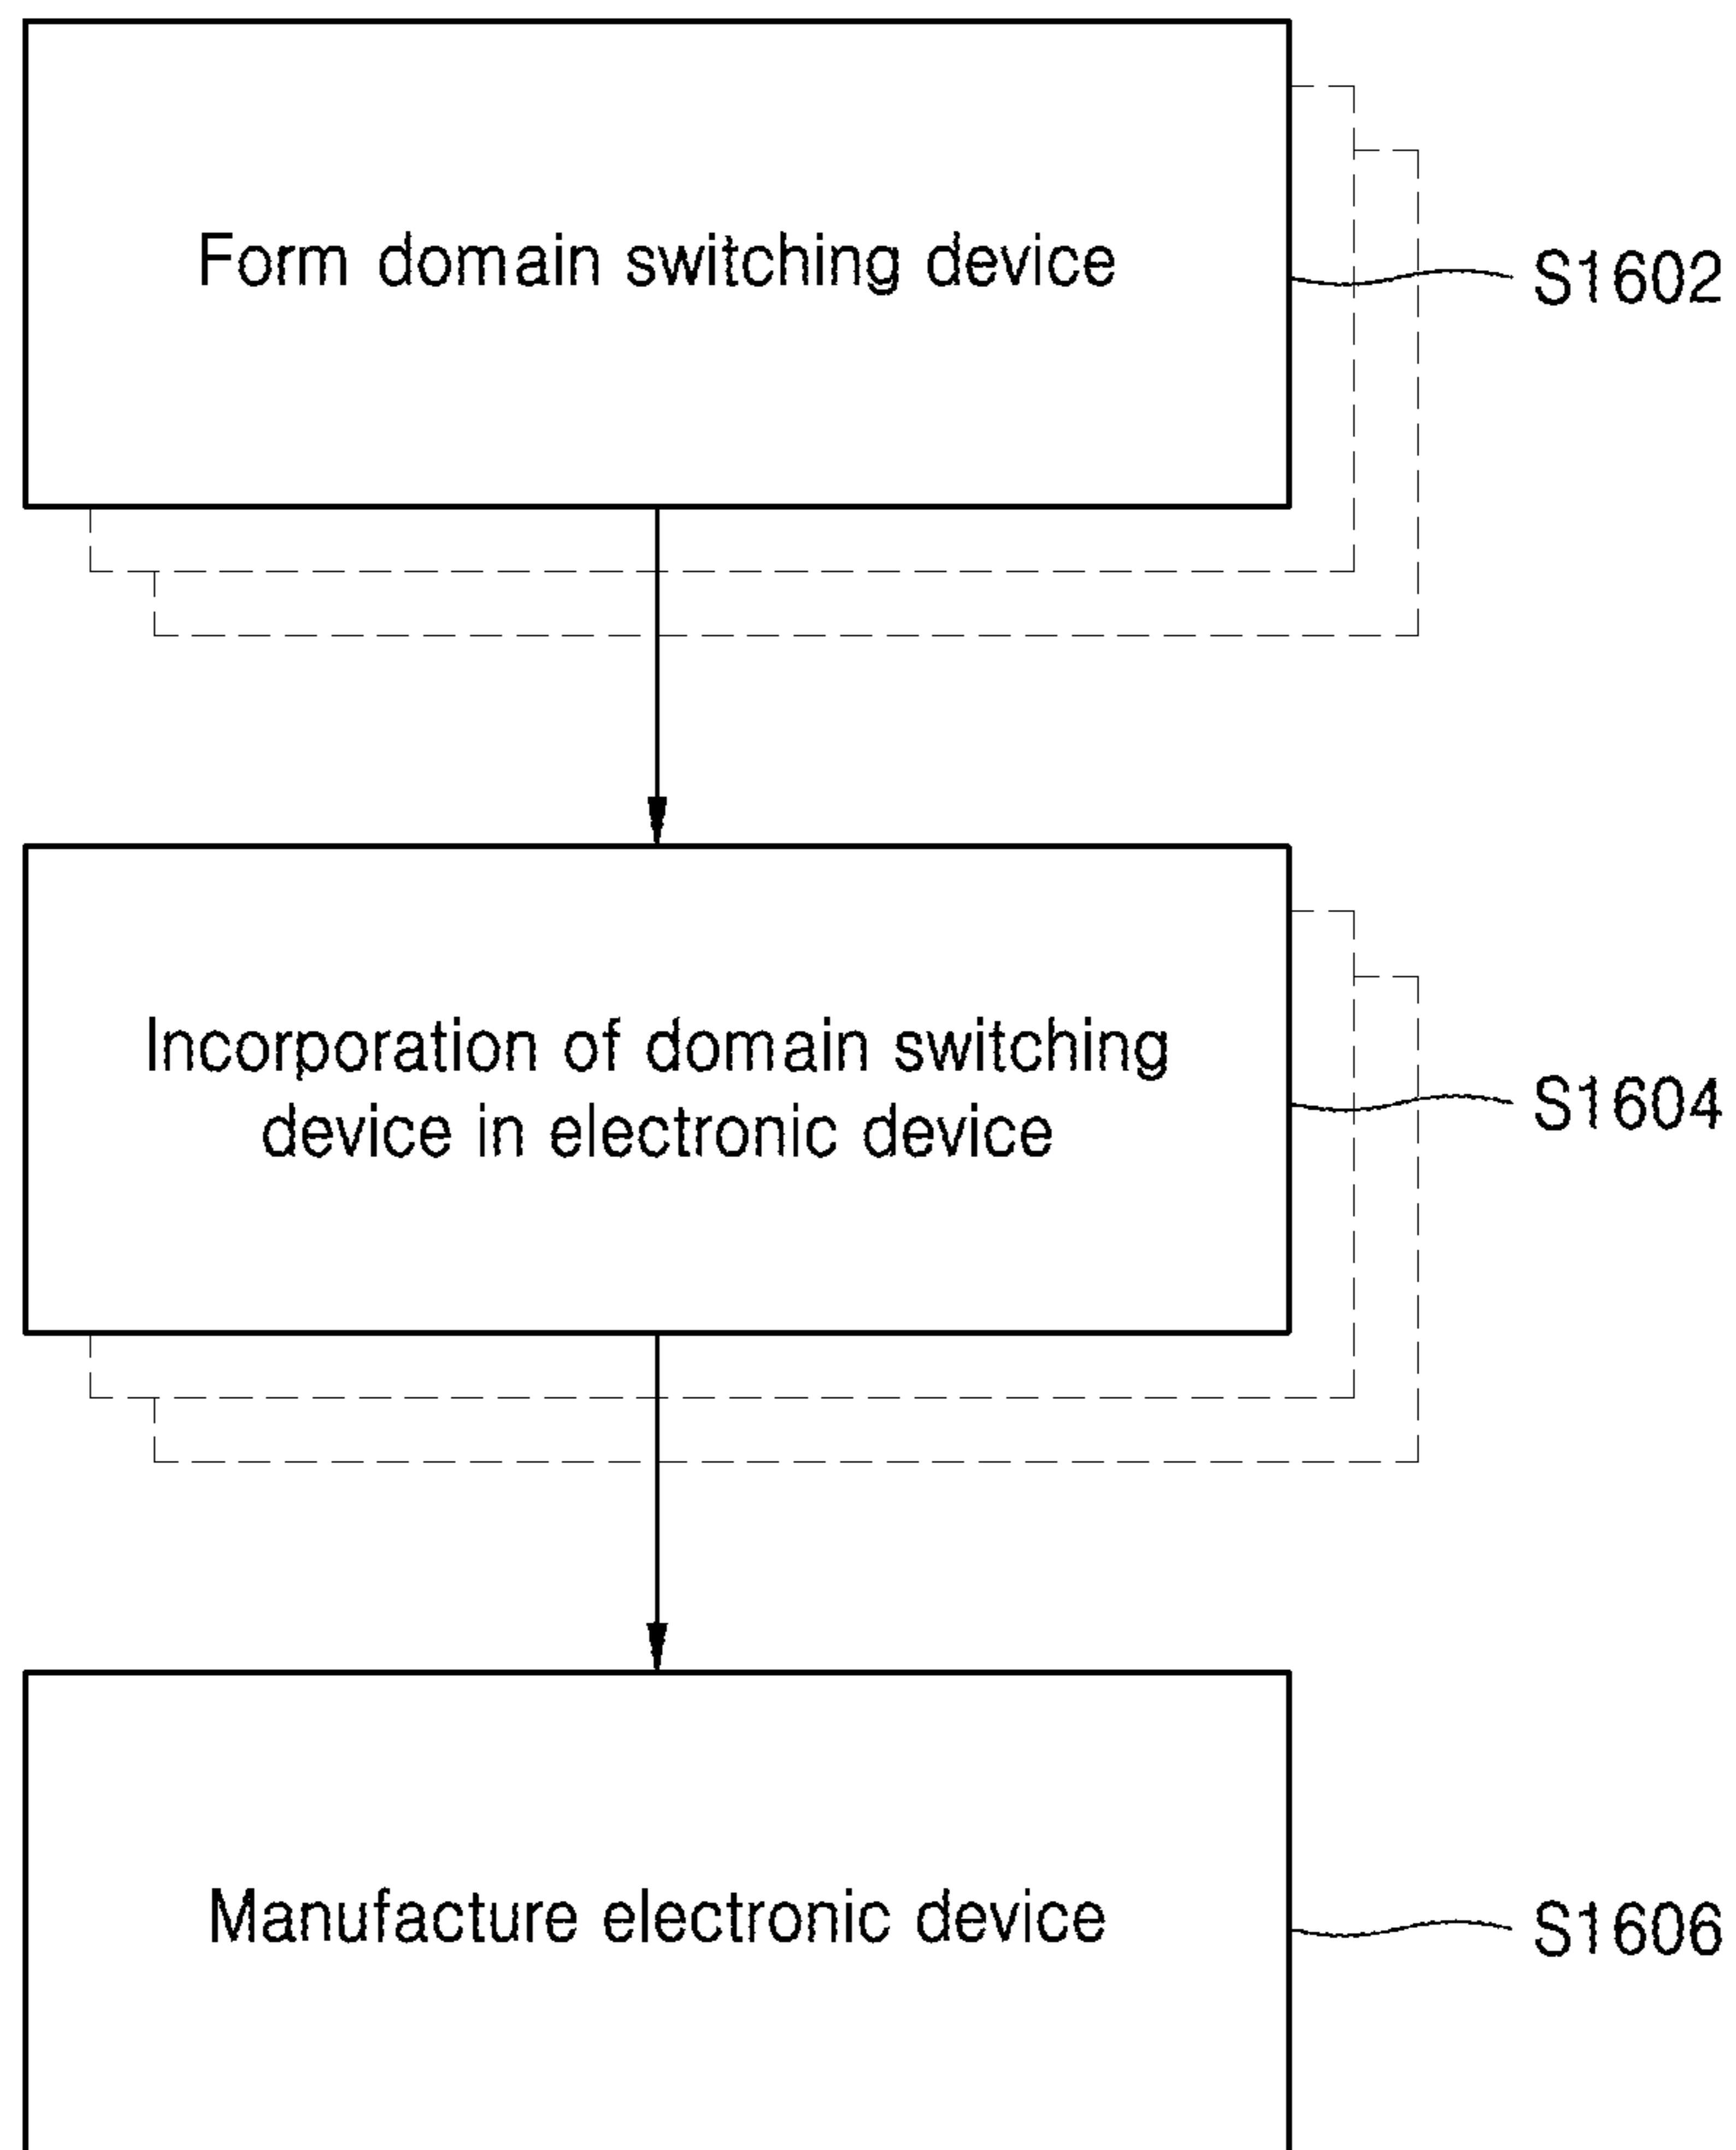 Form domain switching device
S1602
Incorporation of domain switching
device in electronic device
S1604
Manufacture electronic device
S1606